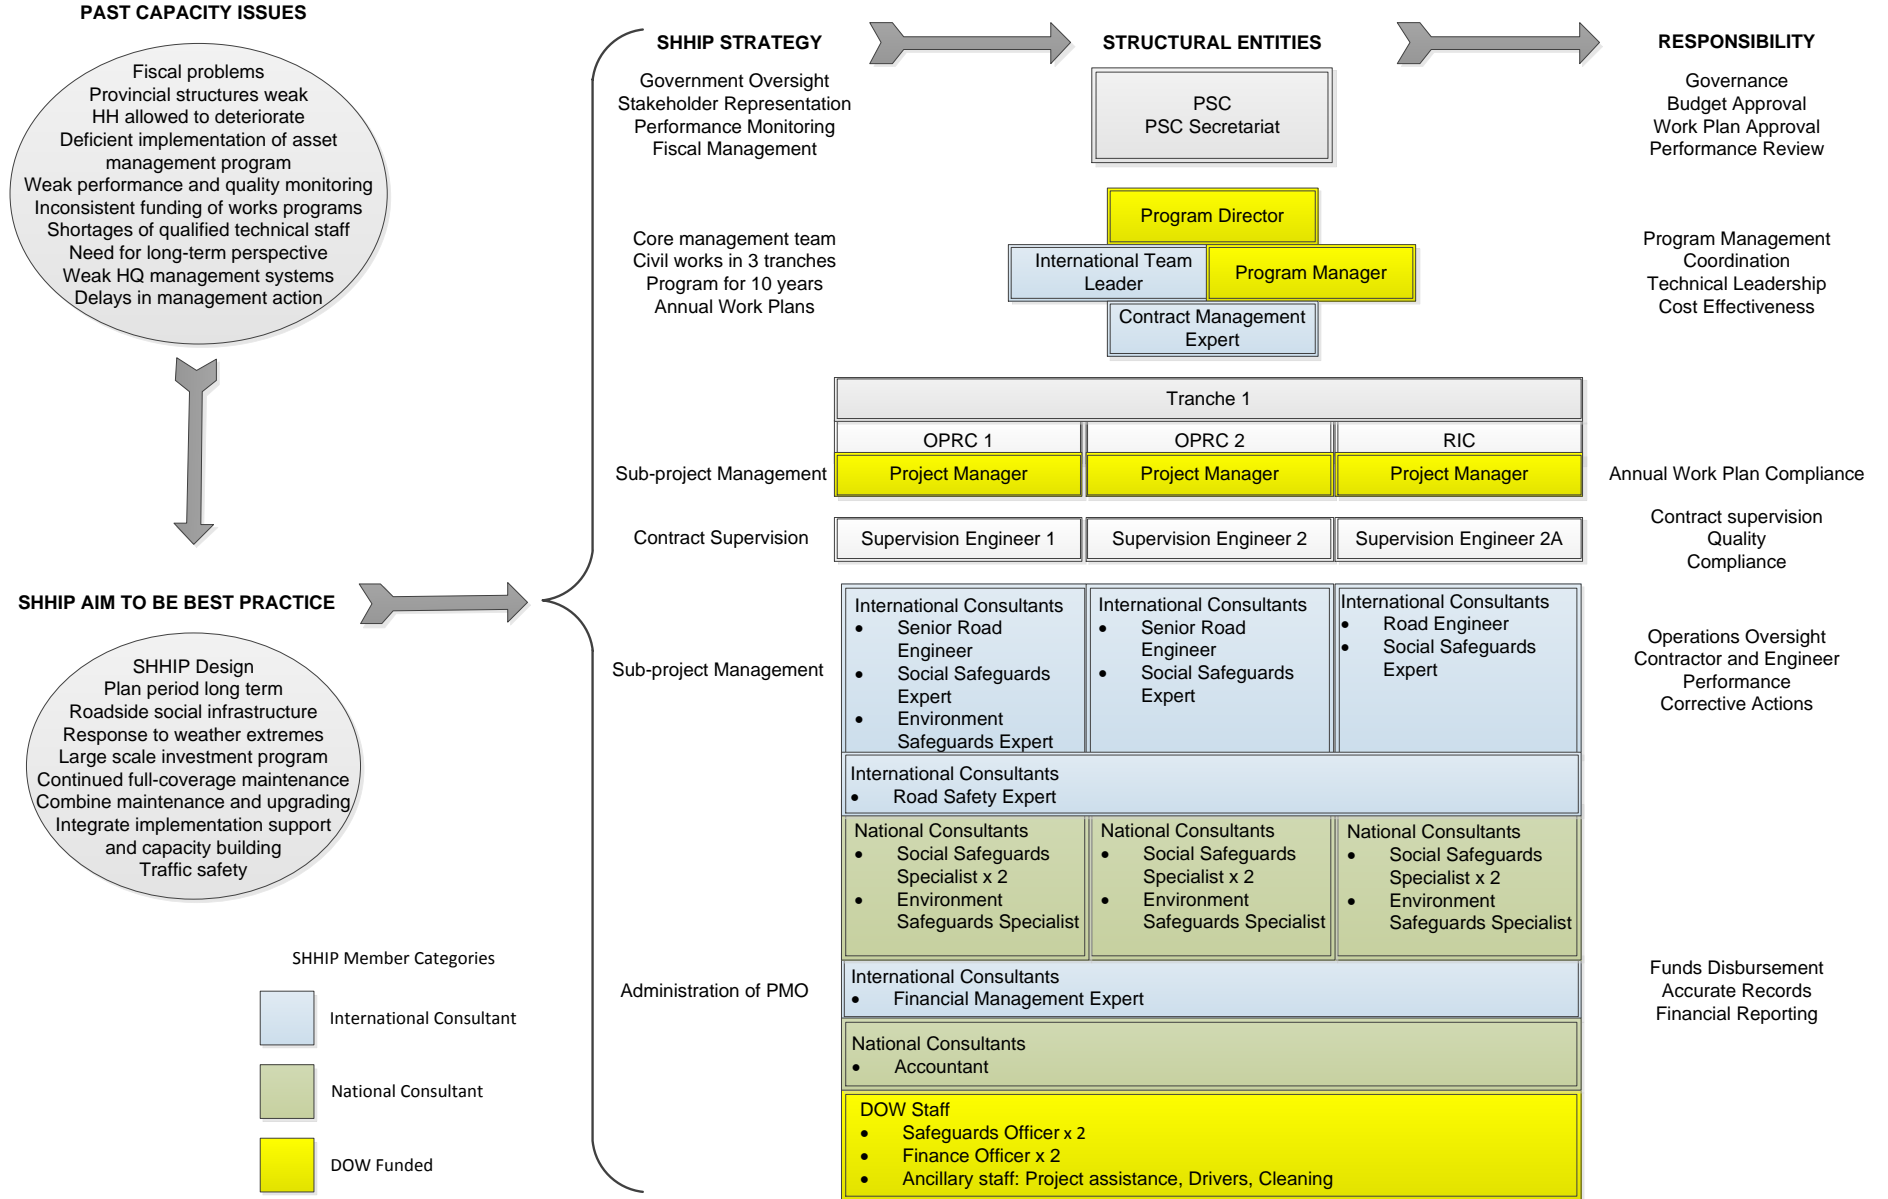 PAST CAPACITY ISSUES
Fiscal problems
Provincial structures weak
HH allowed to deteriorate
Deficient implementation of asset
management program
Weak performance and quality monitoring
Inconsistent funding of works programs
Shortages of qualified technical staff
Need for long-term perspective
Weak HQ management systems
Delays in management action
SHHIP AIM TO BE BEST PRACTICE
SHHIP Design
Plan period long term
Roadside social infrastructure
Response to weather extremes
Large scale investment program
Continued full-coverage maintenance
Combine maintenance and upgrading
Integrate implementation support
and capacity building
Traffic safety
SHHIP Member Categories
International Consultant
National Consultant
DOW Funded
SHHIP STRATEGY
Government Oversight
Stakeholder Representation
Performance Monitoring
Fiscal Management
Core management team
Civil works in 3 tranches
Program for 10 years
Annual Work Plans
Sub-project Management
Contract Supervision
Sub-project Management
Administration of PMO
STRUCTURAL ENTITIES
PSC
PSC Secretariat
Program Director
International Team
Leader
Program Manager
Contract Management
Expert
Tranche 1
OPRC 1
OPRC 2
RIC
Project Manager
Project Manager
Project Manager
Supervision Engineer 1
Supervision Engineer 2
Supervision Engineer 2A
International Consultants
• Senior Road
Engineer
• Social Safeguards
Expert
• Environment
Safeguards Expert
International Consultants
• Senior Road
Engineer
• Social Safeguards
Expert
International Consultants
• Road Engineer
• Social Safeguards
Expert
International Consultants
• Road Safety Expert
National Consultants
• Social Safeguards
Specialist x 2
• Environment
Safeguards Specialist
National Consultants
• Social Safeguards
Specialist x 2
• Environment
Safeguards Specialist
National Consultants
• Social Safeguards
Specialist x 2
• Environment
Safeguards Specialist
International Consultants
• Financial Management Expert
National Consultants
• Accountant
DOW Staff
• Safeguards Officer x 2
• Finance Officer x 2
• Ancillary staff: Project assistance, Drivers, Cleaning
RESPONSIBILITY
Governance
Budget Approval
Work Plan Approval
Performance Review
Program Management
Coordination
Technical Leadership
Cost Effectiveness
Annual Work Plan Compliance
Contract supervision
Quality
Compliance
Operations Oversight
Contractor and Engineer
Performance
Corrective Actions
Funds Disbursement
Accurate Records
Financial Reporting